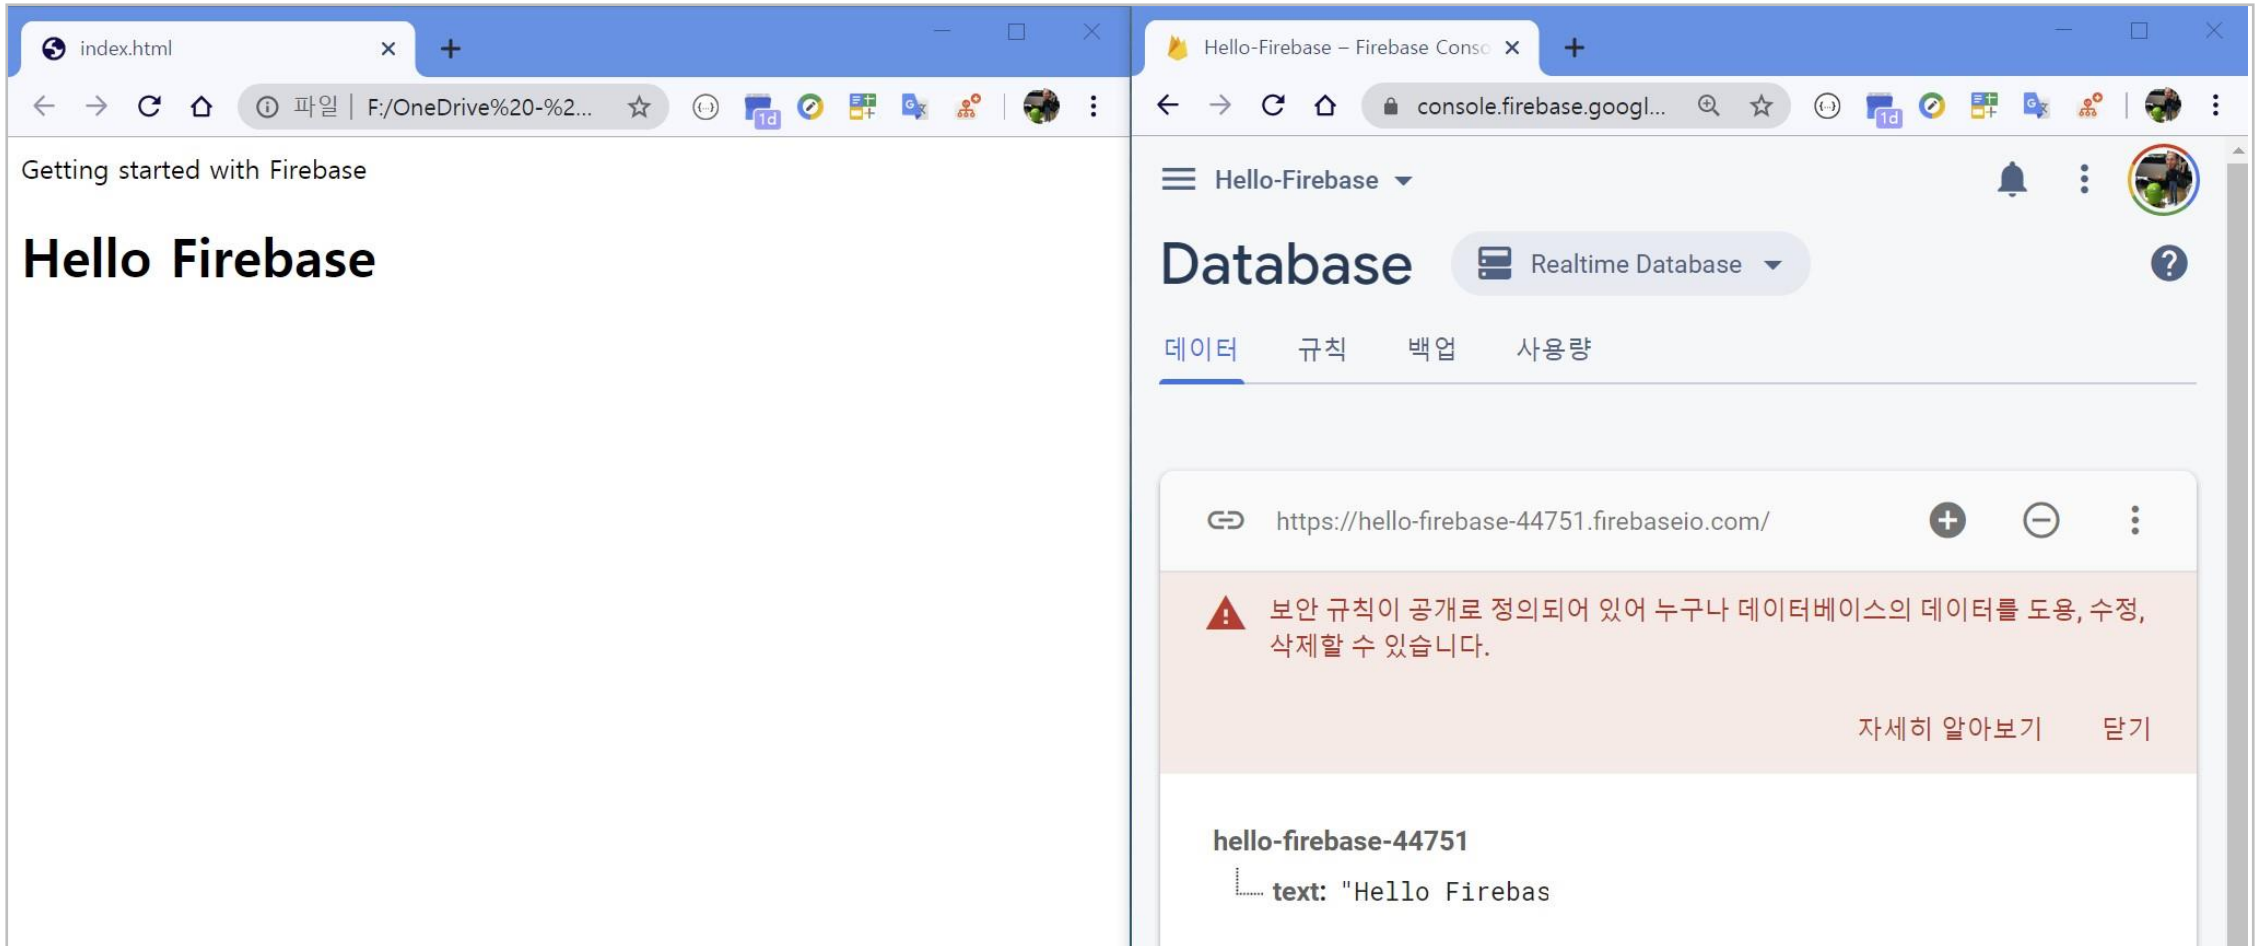 index.html
파일 | F:/OneDrive%20-%2...
1d
Getting started with Firebase
Hello Firebase
Hello-Firebase – Firebase Conso
console.firebase.googl...
1d
Hello-Firebase
Database
Realtime Database
데이터 규칙 백업 사용량
https://hello-firebase-44751.firebaseio.com/
보안 규칙이 공개로 정의되어 있어 누구나 데이터베이스의 데이터를 도용, 수정,
삭제할 수 있습니다.
자세히 알아보기 닫기
hello-firebase-44751
text: "Hello Firebas